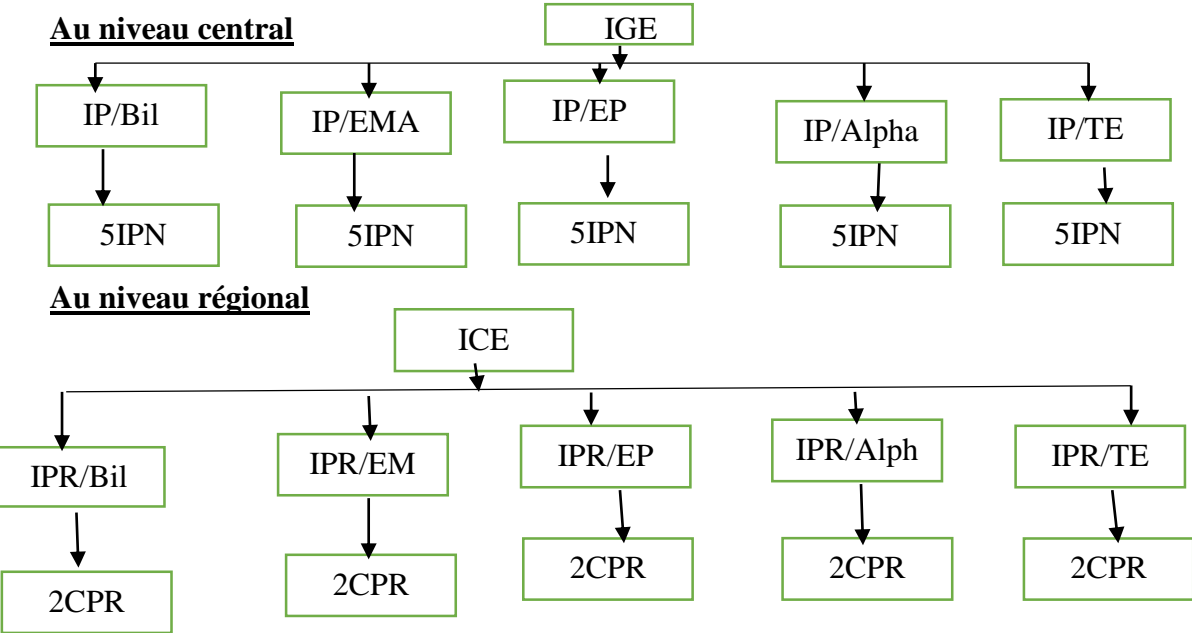 Au niveau central
IGE
IP/Bil
IP/EMA
IP/EP
IP/Alpha
IP/TE
5IPN
5IPN
5IPN
5IPN
5IPN
Au niveau régional
ICE
IPR/Bil
IPR/EM
IPR/EP
IPR/Alph
IPR/TE
2CPR
2CPR
2CPR
2CPR
2CPR